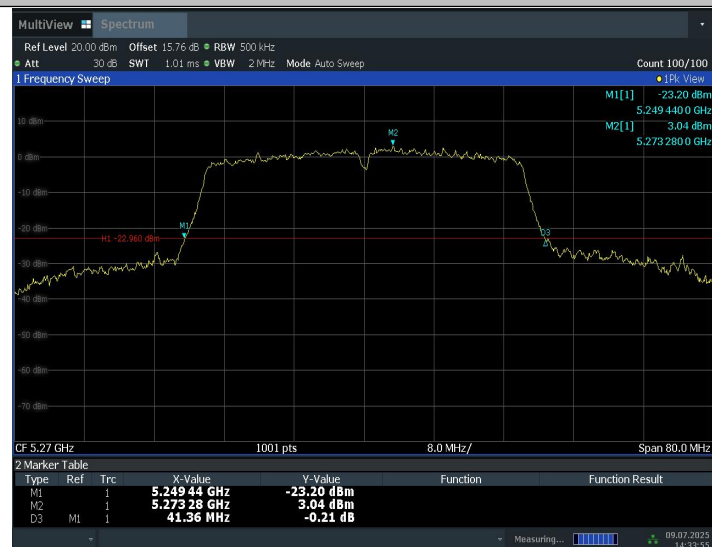 MultiView Spectrum
Ref Level 20.00 dBm Offset 15.76 dB RBW 500 kHz
Att 30 dB SWT 1.01 ms VBW 2 MHz Mode Auto Sweep Count 100/100
1 Frequency Sweep 1Pk View
M1[1] -23.20 dBm
5.249 440 0 GHz
M2[1] 3.04 dBm
5.273 280 0 GHz
10 dBm
M2
0 dBm
-10 dBm
-20 dBm
M1
D3
H1 -22.960 dBm
-30 dBm
-40 dBm
-50 dBm
-60 dBm
-70 dBm
CF 5.27 GHz 1001 pts 8.0 MHz/ Span 80.0 MHz
2 Marker Table
Type Ref Trc X-Value Y-Value Function Function Result
M1 1 5.249 44 GHz -23.20 dBm
M2 1 5.273 28 GHz 3.04 dBm
D3 M1 1 41.36 MHz -0.21 dB
Measuring... 09.07.2025
14:33:55